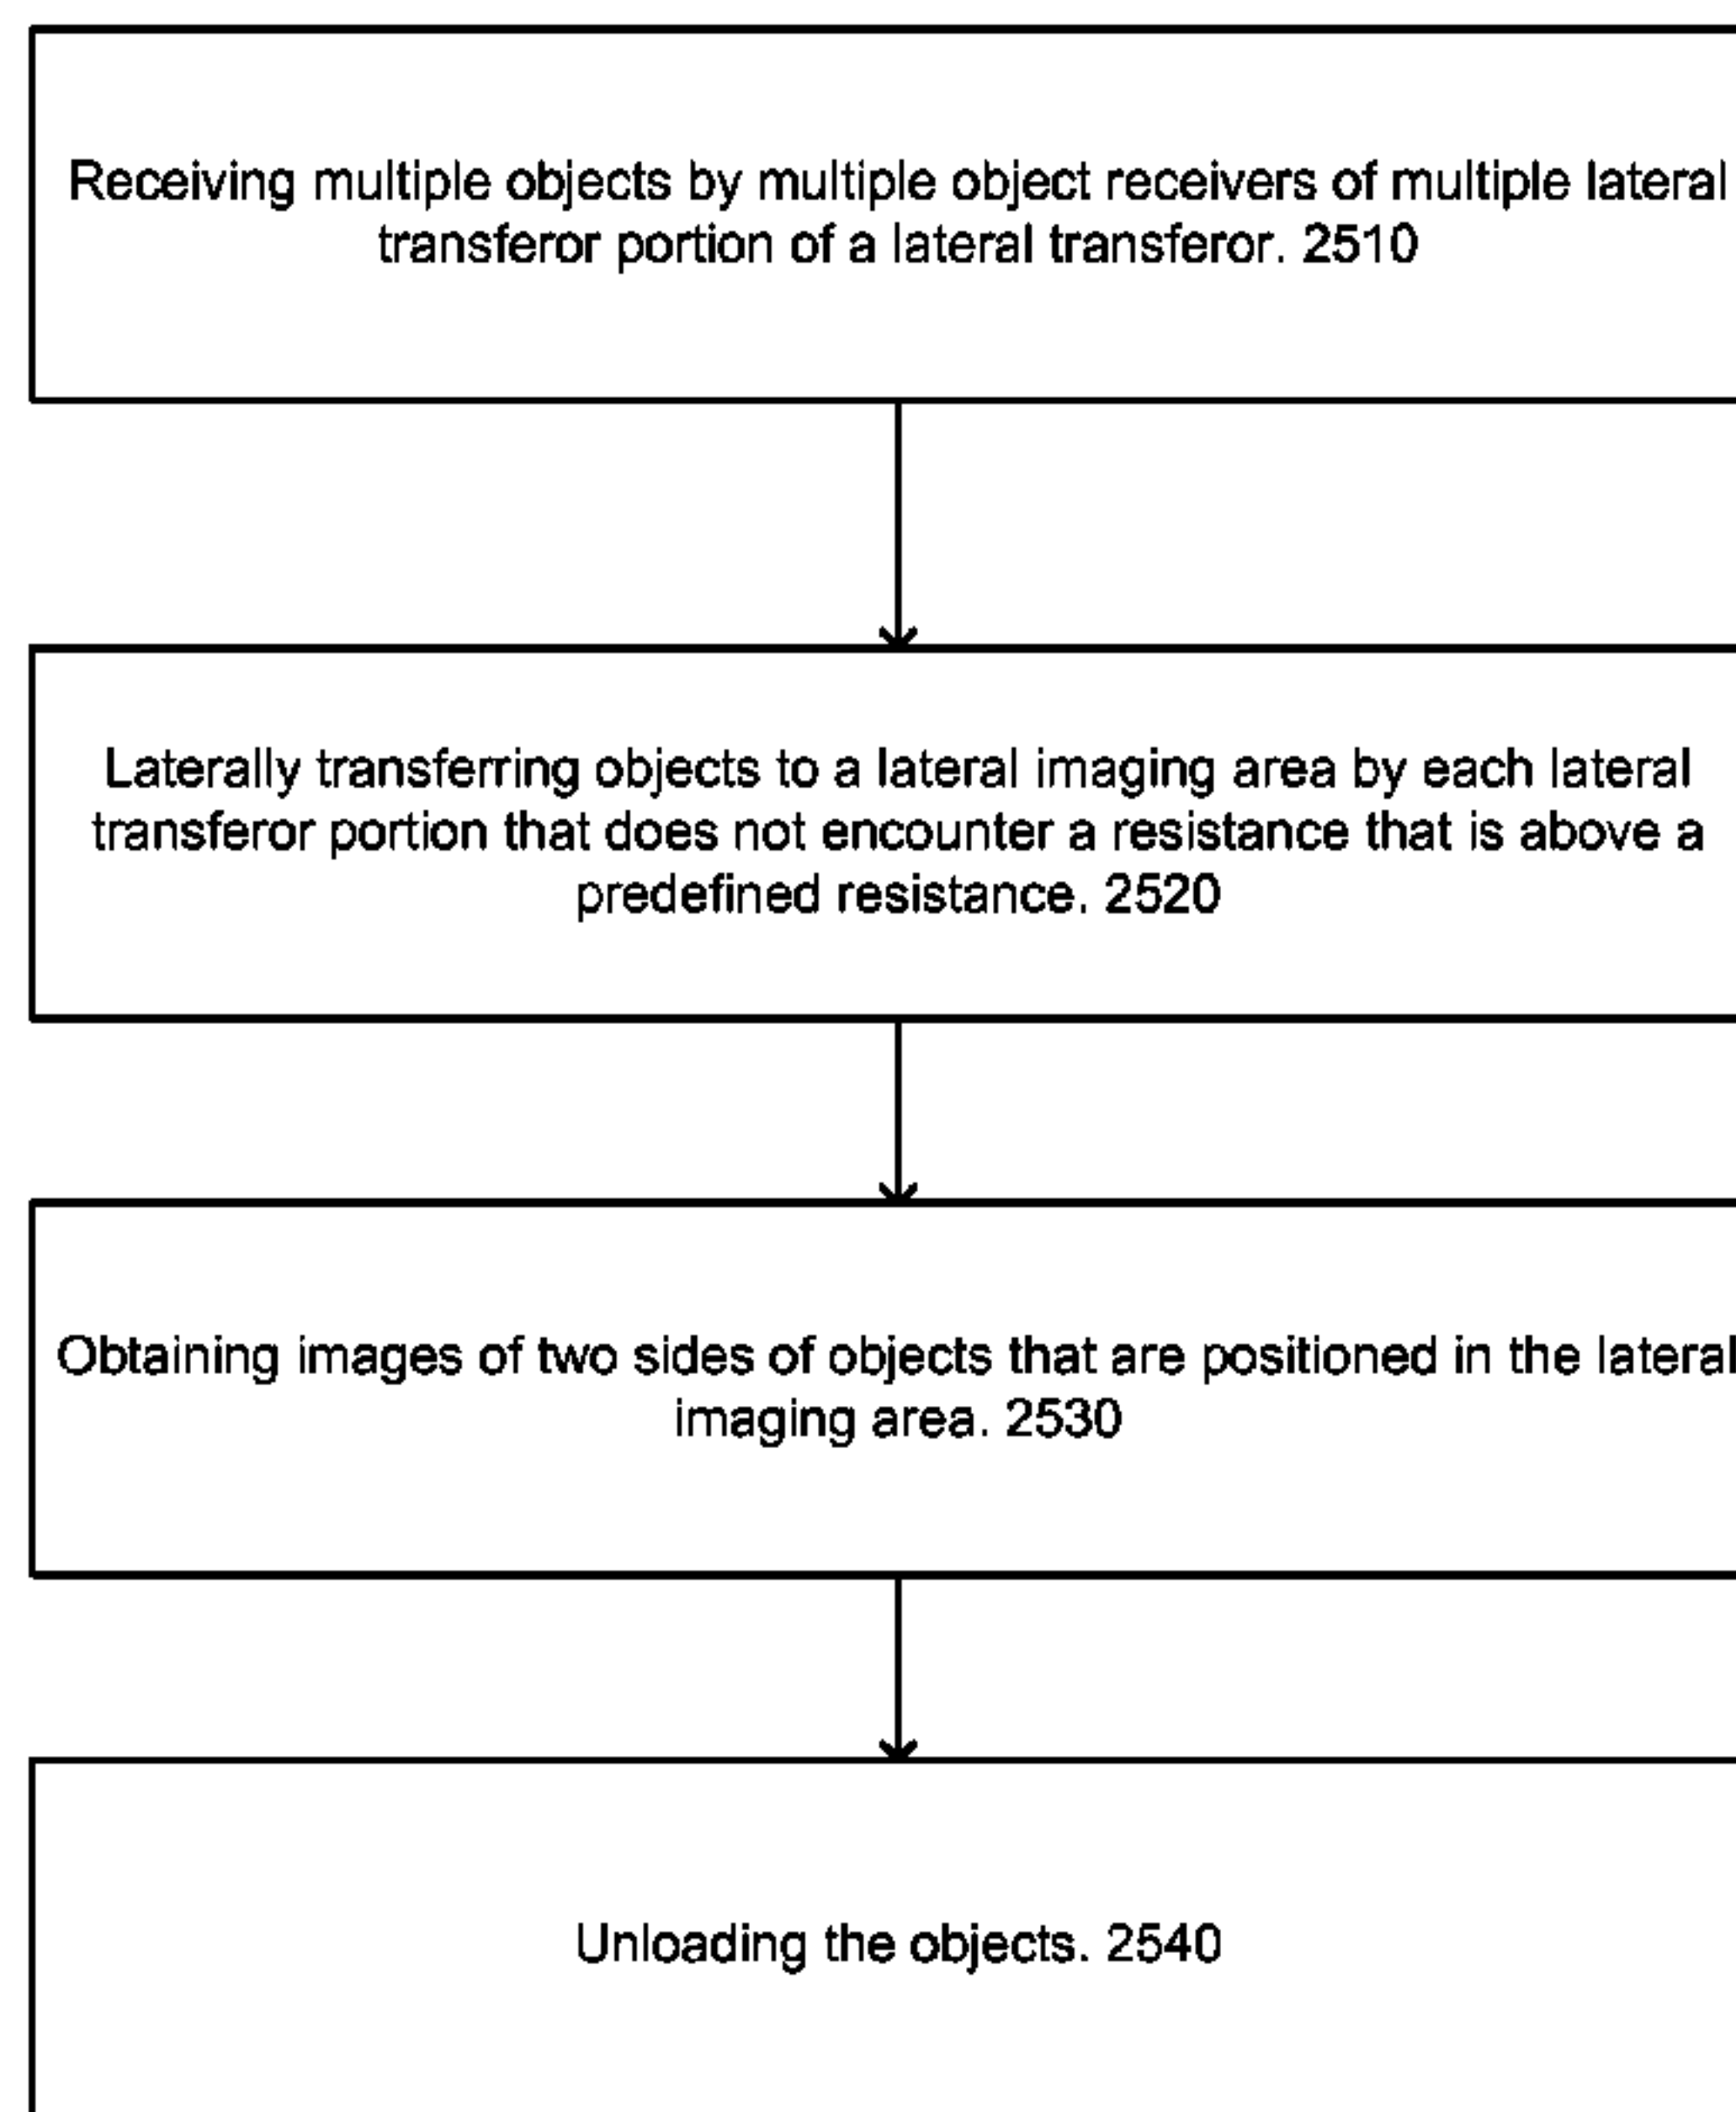 Receiving multiple objects by multiple object receivers of multiple lateral
transferor portion of a lateral transferor. 2510
Laterally transferring objects to a lateral imaging area by each lateral
transferor portion that does not encounter a resistance that is above a
predefined resistance. 2520
Obtaining images of two sides of objects that are positioned in the lateral
imaging area. 2530
Unloading the objects. 2540